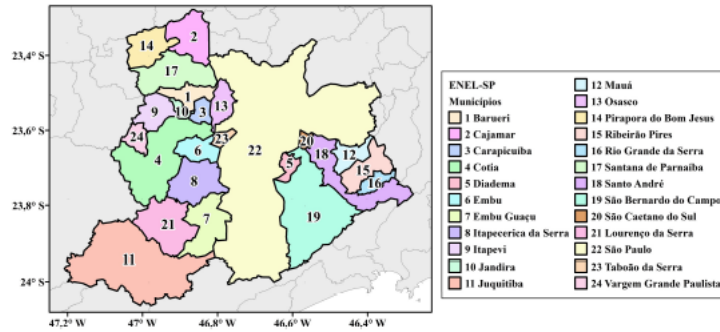 23,4° S
23,6° S
23,8° S
24° S
47,2° W
47° W
46,8° W
46,6° W
46,4° W
14
2
17
1
13
9
10
3
24
23
20
4
6
22
5
18
12
15
16
8
19
21
7
11
ENEL-SP
Municípios
1 Barueri
2 Cajamar
3 Carapicuiba
4 Cotia
5 Diadema
6 Embu
7 Embu Guaçu
8 Itapecerica da Serra
9 Itapevi
10 Jandira
11 Juquitiba
12 Mauá
13 Osasco
14 Pirapora do Bom Jesus
15 Ribeirão Pires
16 Rio Grande da Serra
17 Santana de Parnaíba
18 Santo André
19 São Bernardo do Campo
20 São Caetano do Sul
21 Lourenço da Serra
22 São Paulo
23 Taboão da Serra
24 Vargem Grande Paulista